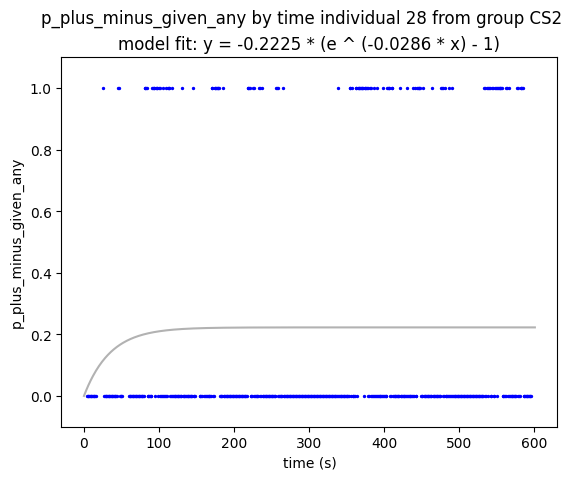 p_plus_minus_given_any by time individual 28 from group CS2
model fit: y = -0.2225 * (e ^ (-0.0286 * x) - 1)
p_plus_minus_given_any
1.0
0.8
0.6
0.4
0.2
0.0
0 100 200 300 400 500 600
time (s)